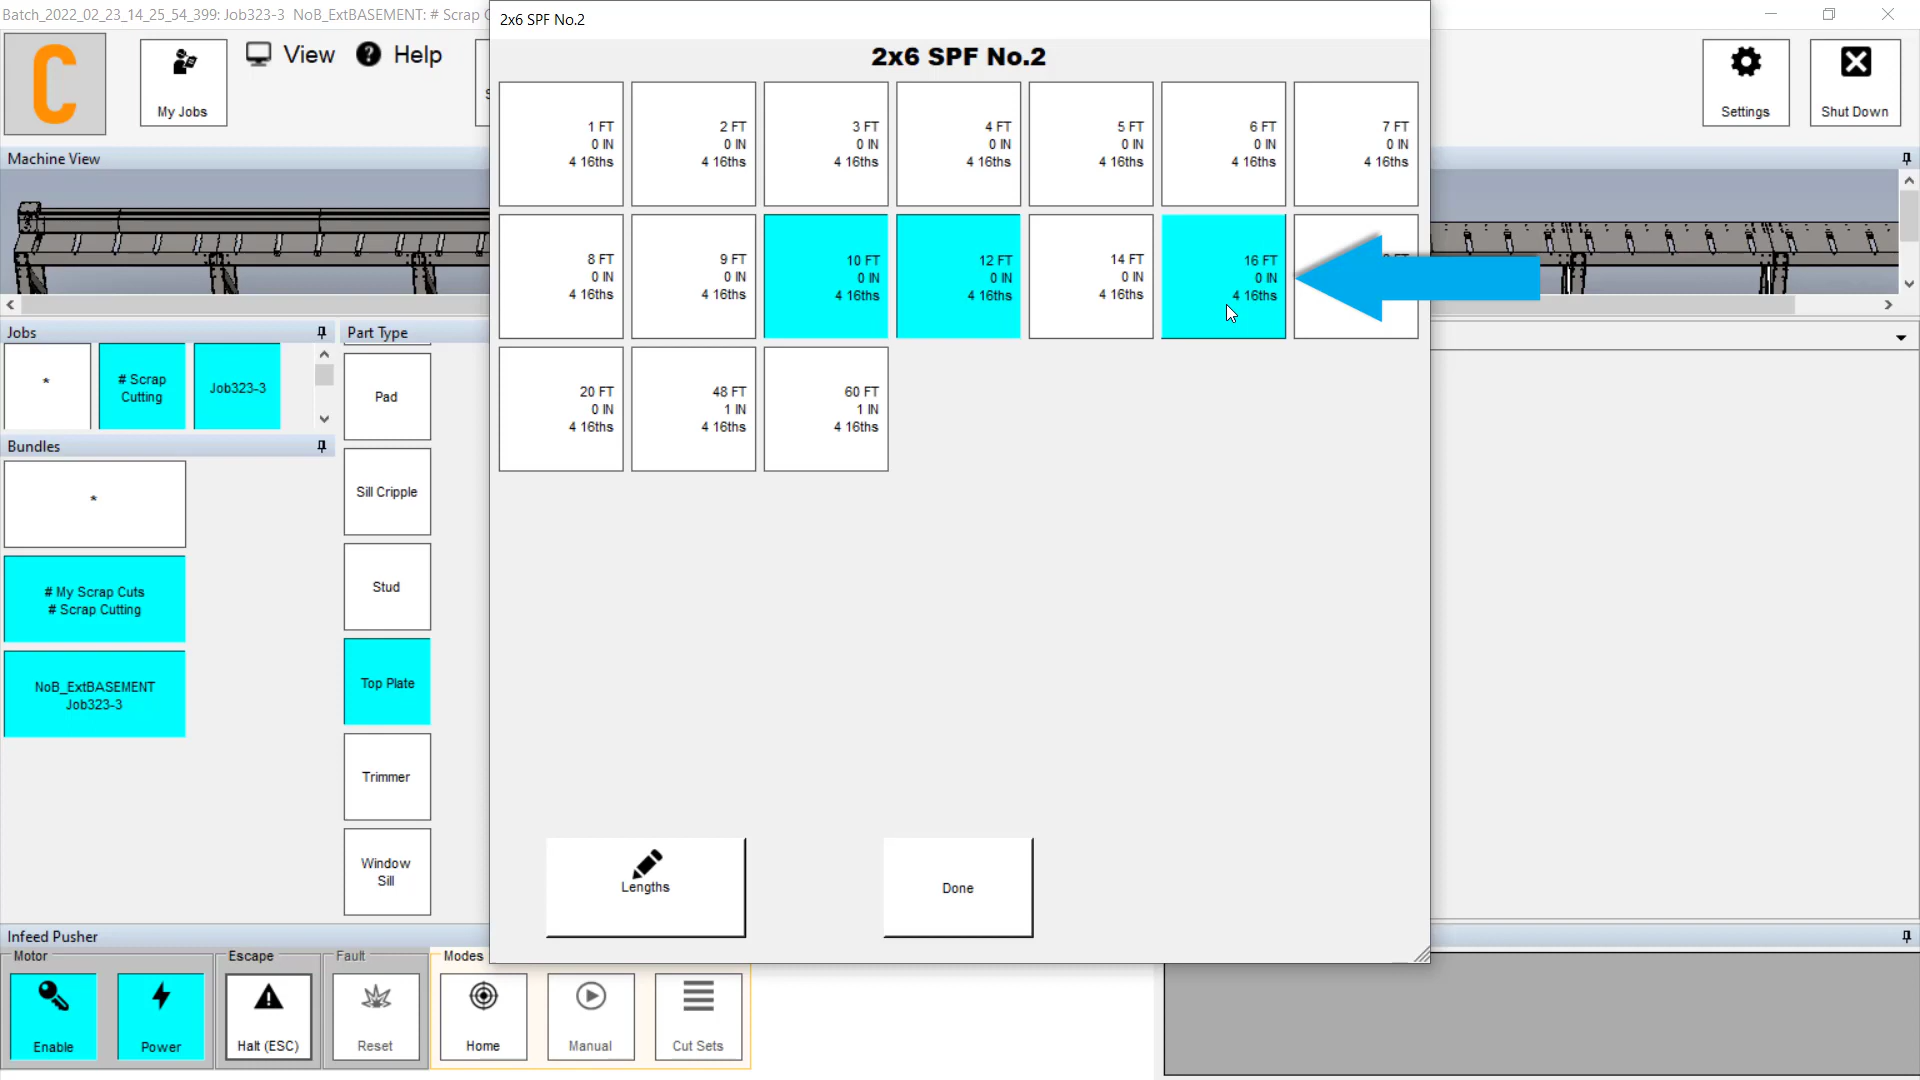 Batch_2022_02_23_14_25_54_399: Job323-3 NoB_ExtBASEMENT: # Scrap
2x6 SPF No.2
My Jobs
View
Help
Settings
Shut Down
2x6 SPF No.2
Machine View
1 FT
0 IN
4 16ths
2 FT
0 IN
4 16ths
3 FT
0 IN
4 16ths
4 FT
0 IN
4 16ths
5 FT
0 IN
4 16ths
6 FT
0 IN
4 16ths
7 FT
0 IN
4 16ths
8 FT
0 IN
4 16ths
9 FT
0 IN
4 16ths
10 FT
0 IN
4 16ths
12 FT
0 IN
4 16ths
14 FT
0 IN
4 16ths
16 FT
0 IN
4 16ths
20 FT
0 IN
4 16ths
48 FT
1 IN
4 16ths
60 FT
1 IN
4 16ths
Lengths
Done
Jobs
*
# Scrap
Cutting
Job323-3
Bundles
*
# My Scrap Cuts
# Scrap Cutting
NoB_ExtBASEMENT
Job323-3
Part Type
Pad
Sill Cripple
Stud
Top Plate
Trimmer
Window
Sill
Infeed Pusher
Motor
Enable
Power
Escape
Halt (ESC)
Fault
Reset
Modes
Home
Manual
Cut Sets